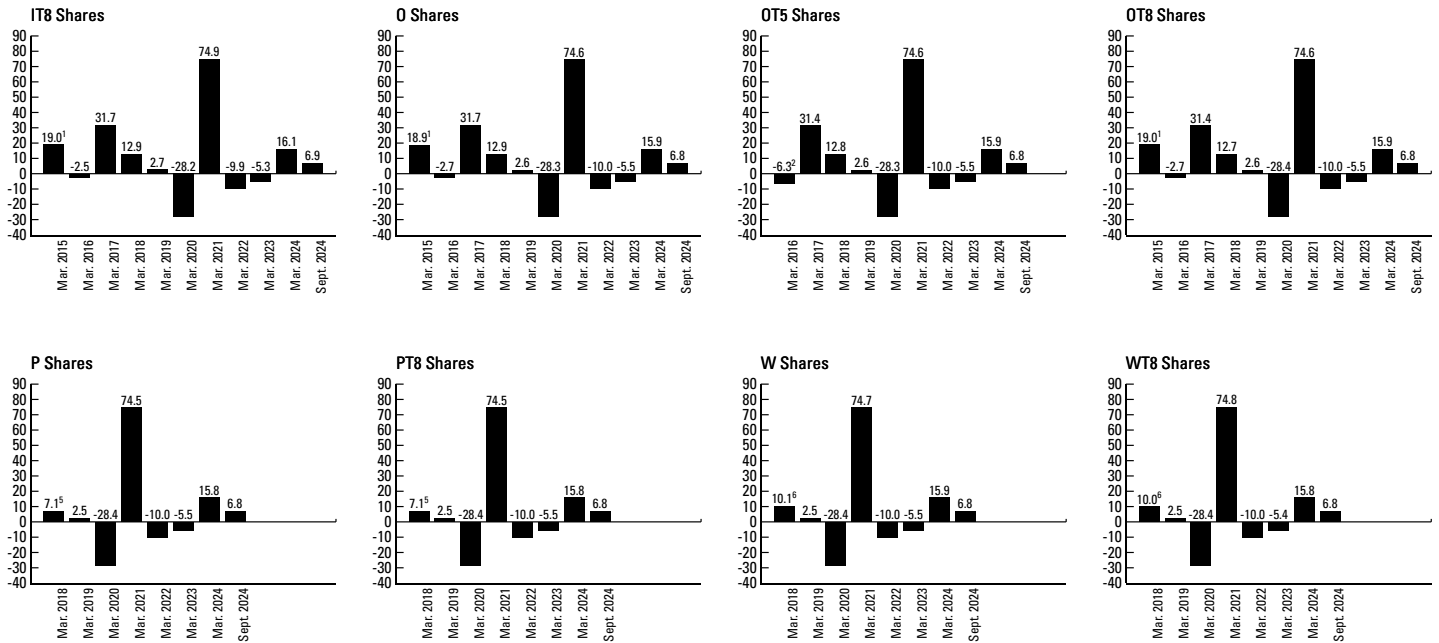 IT8 Shares
90
80
70
60
50
40
30
20
10
0
-10
-20
-30
-40
19.0¹
-2.5
31.7
12.9
2.7
-28.2
74.9
-9.9
-5.3
16.1
6.9
Mar. 2015
Mar. 2016
Mar. 2017
Mar. 2018
Mar. 2019
Mar. 2020
Mar. 2021
Mar. 2022
Mar. 2023
Mar. 2024
Sept. 2024
O Shares
90
80
70
60
50
40
30
20
10
0
-10
-20
-30
-40
18.9¹
-2.7
31.7
12.9
2.6
-28.3
74.6
-10.0
-5.5
15.9
6.8
Mar. 2015
Mar. 2016
Mar. 2017
Mar. 2018
Mar. 2019
Mar. 2020
Mar. 2021
Mar. 2022
Mar. 2023
Mar. 2024
Sept. 2024
OT5 Shares
90
80
70
60
50
40
30
20
10
0
-10
-20
-30
-40
-6.3²
31.4
12.8
2.6
-28.3
74.6
-10.0
-5.5
15.9
6.8
Mar. 2016
Mar. 2017
Mar. 2018
Mar. 2019
Mar. 2020
Mar. 2021
Mar. 2022
Mar. 2023
Mar. 2024
Sept. 2024
OT8 Shares
90
80
70
60
50
40
30
20
10
0
-10
-20
-30
-40
19.0¹
-2.7
31.4
12.7
2.6
-28.4
74.6
-10.0
-5.5
15.9
6.8
Mar. 2015
Mar. 2016
Mar. 2017
Mar. 2018
Mar. 2019
Mar. 2020
Mar. 2021
Mar. 2022
Mar. 2023
Mar. 2024
Sept. 2024
P Shares
90
80
70
60
50
40
30
20
10
0
-10
-20
-30
-40
7.1⁵
2.5
-28.4
74.5
-10.0
-5.5
15.8
6.8
Mar. 2018
Mar. 2019
Mar. 2020
Mar. 2021
Mar. 2022
Mar. 2023
Mar. 2024
Sept. 2024
PT8 Shares
90
80
70
60
50
40
30
20
10
0
-10
-20
-30
-40
7.1⁵
2.5
-28.4
74.5
-10.0
-5.5
15.8
6.8
Mar. 2018
Mar. 2019
Mar. 2020
Mar. 2021
Mar. 2022
Mar. 2023
Mar. 2024
Sept. 2024
W Shares
90
80
70
60
50
40
30
20
10
0
-10
-20
-30
-40
10.1⁶
2.5
-28.4
74.7
-10.0
-5.5
15.9
6.8
Mar. 2018
Mar. 2019
Mar. 2020
Mar. 2021
Mar. 2022
Mar. 2023
Mar. 2024
Sept. 2024
WT8 Shares
90
80
70
60
50
40
30
20
10
0
-10
-20
-30
-40
10.0⁶
2.5
-28.4
74.8
-10.0
-5.4
15.8
6.8
Mar. 2018
Mar. 2019
Mar. 2020
Mar. 2021
Mar. 2022
Mar. 2023
Mar. 2024
Sept. 2024